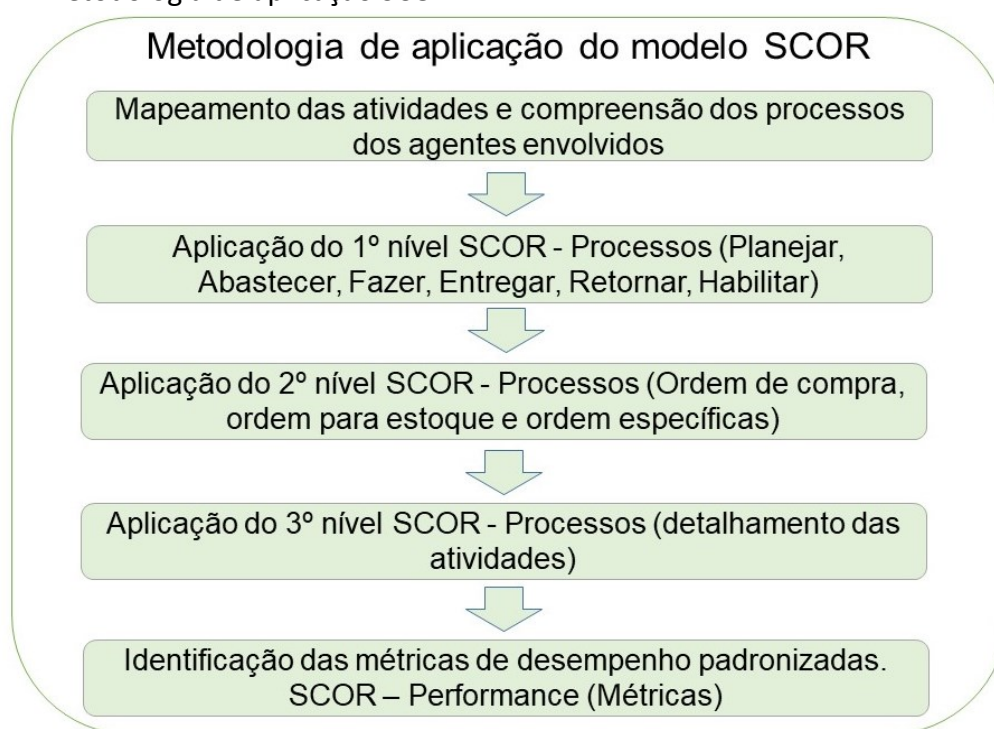 Metodologia de aplicação do modelo SCOR
Mapeamento das atividades e compreensão dos processos
dos agentes envolvidos
Aplicação do 1º nível SCOR - Processos (Planejar,
Abastecer, Fazer, Entregar, Retornar, Habilitar)
Aplicação do 2º nível SCOR - Processos (Ordem de compra,
ordem para estoque e ordem específicas)
Aplicação do 3º nível SCOR - Processos (detalhamento das
atividades)
Identificação das métricas de desempenho padronizadas.
SCOR – Performance (Métricas)